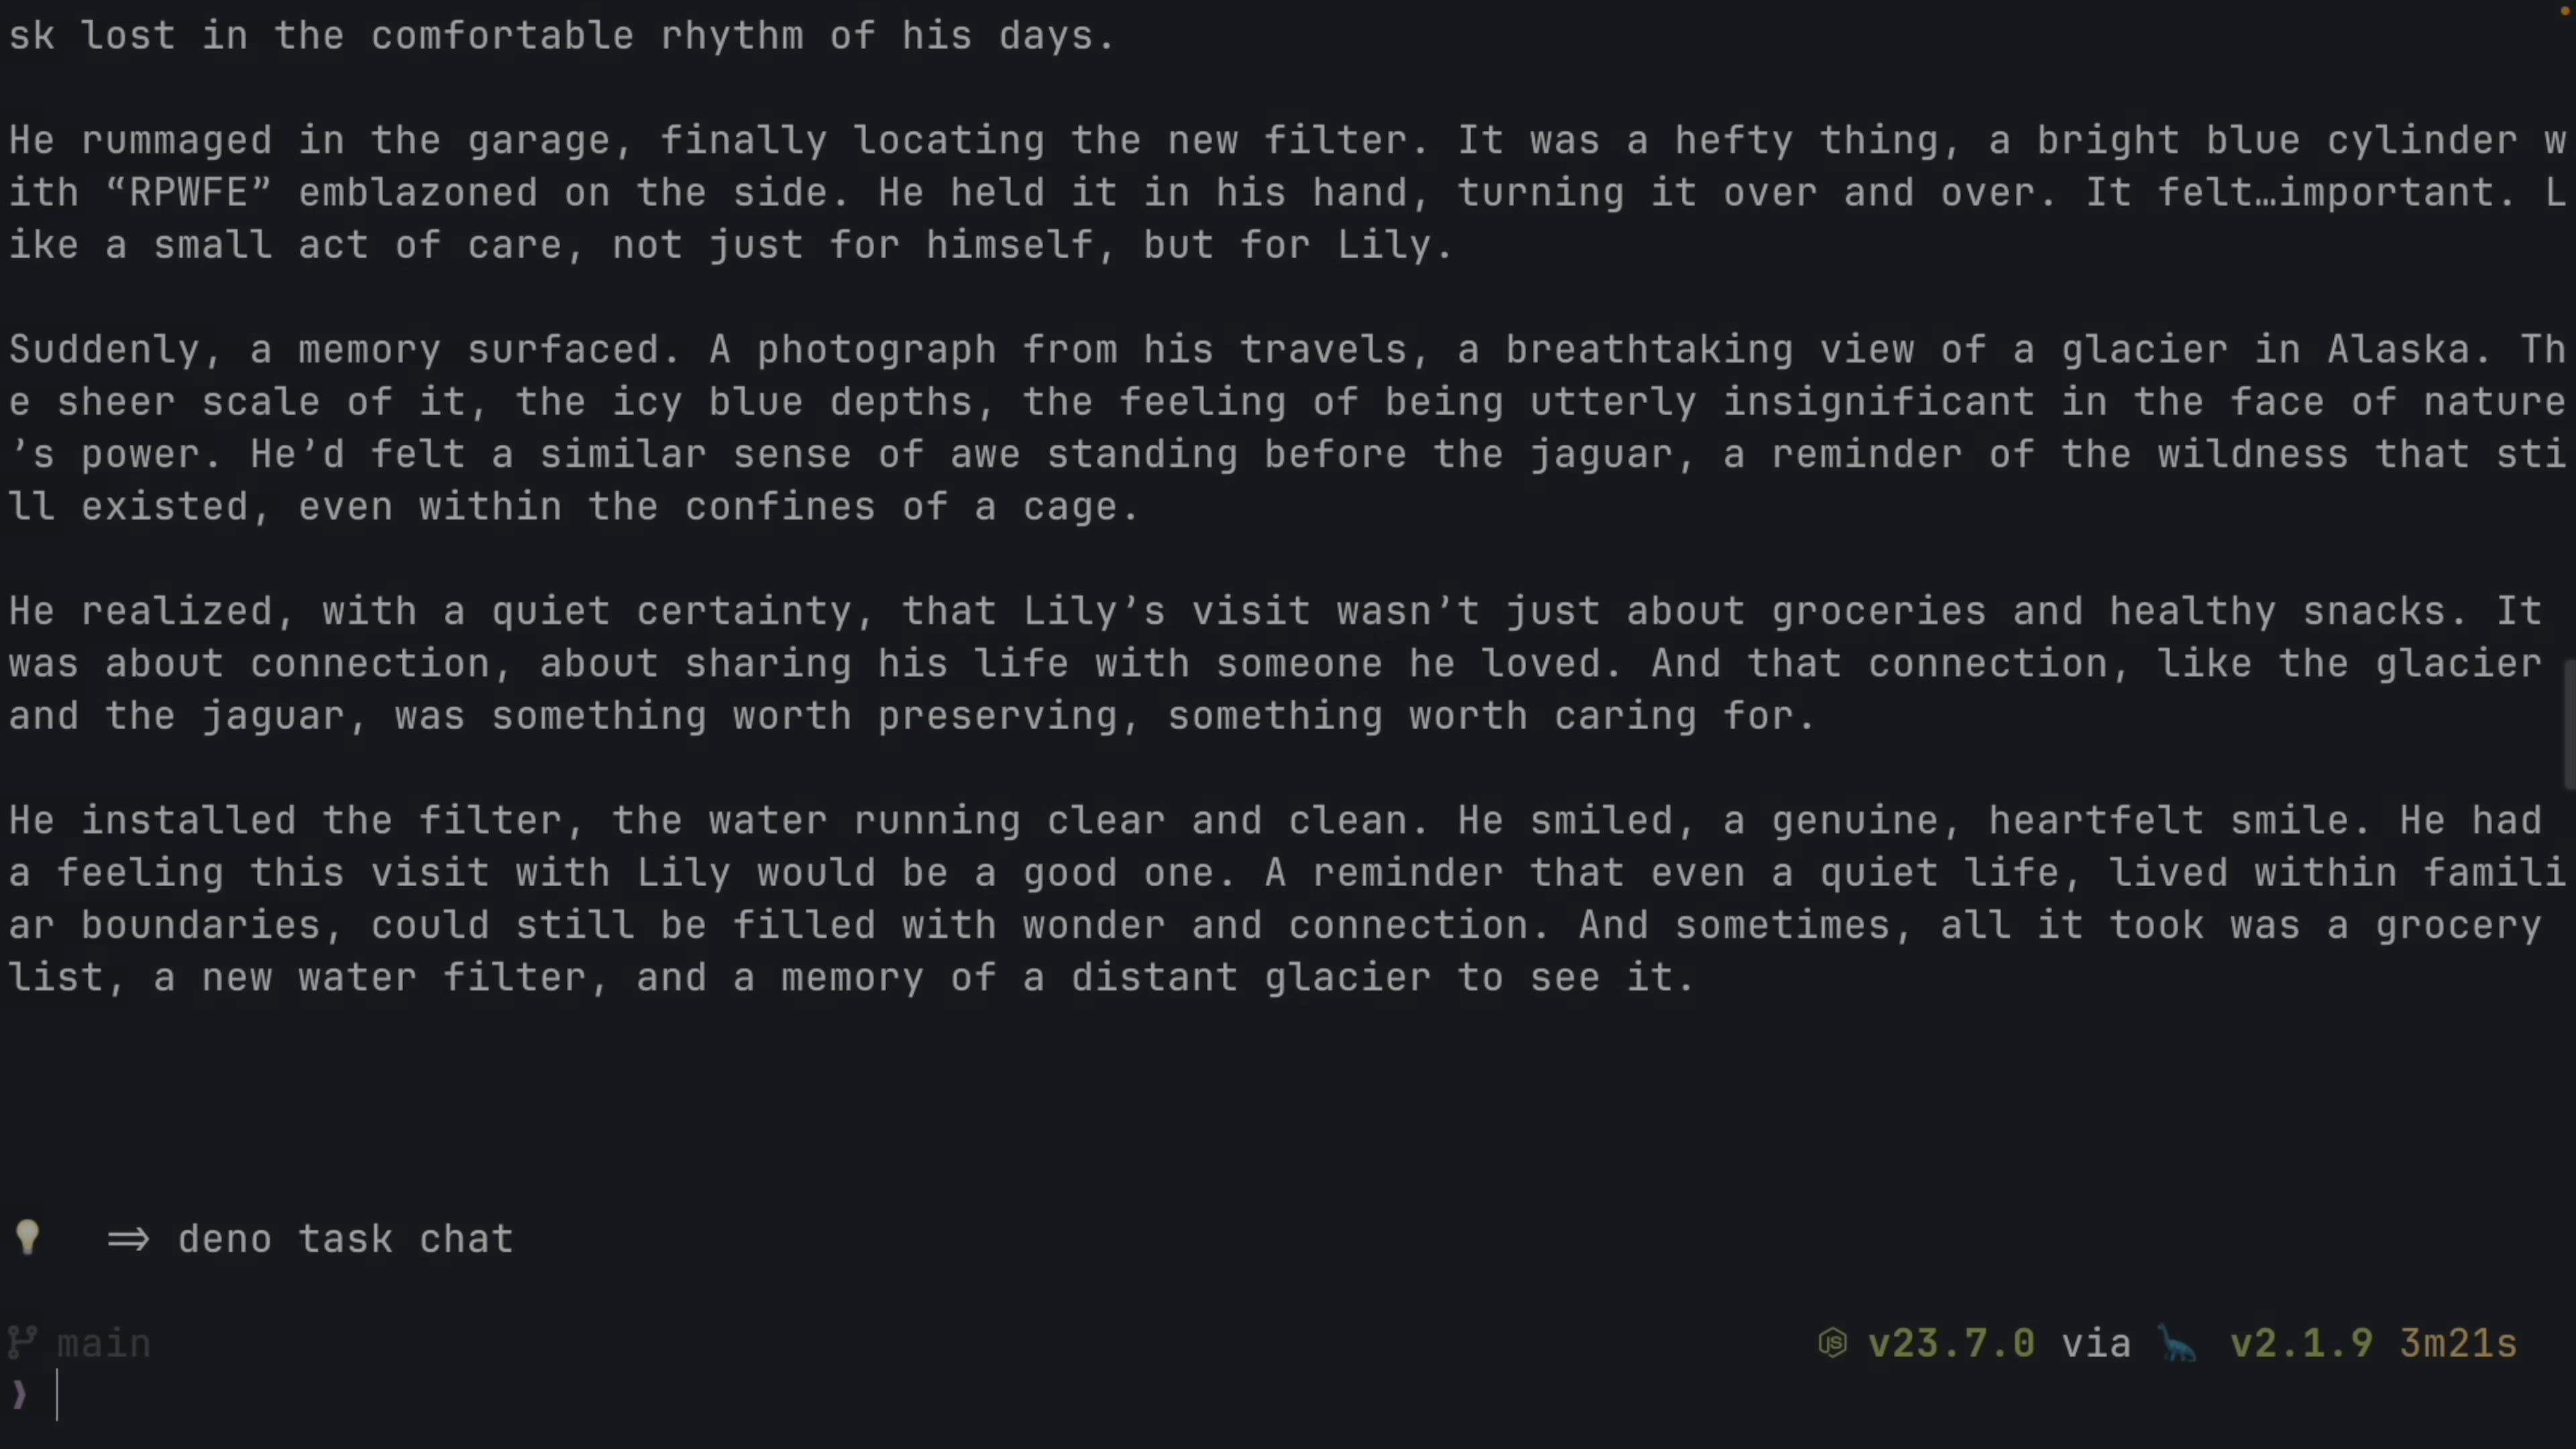 sk lost in the comfortable rhythm of his days.
He rummaged in the garage, finally locating the new filter. It was a hefty thing, a bright blue cylinder w
ith “RPWFE” emblazoned on the side. He held it in his hand, turning it over and over. It felt…important. L
ike a small act of care, not just for himself, but for Lily.
Suddenly, a memory surfaced. A photograph from his travels, a breathtaking view of a glacier in Alaska. Th
e sheer scale of it, the icy blue depths, the feeling of being utterly insignificant in the face of nature
’s power. He’d felt a similar sense of awe standing before the jaguar, a reminder of the wildness that sti
ll existed, even within the confines of a cage.
He realized, with a quiet certainty, that Lily’s visit wasn’t just about groceries and healthy snacks. It
was about connection, about sharing his life with someone he loved. And that connection, like the glacier
and the jaguar, was something worth preserving, something worth caring for.
He installed the filter, the water running clear and clean. He smiled, a genuine, heartfelt smile. He had
a feeling this visit with Lily would be a good one. A reminder that even a quiet life, lived within famili
ar boundaries, could still be filled with wonder and connection. And sometimes, all it took was a grocery
list, a new water filter, and a memory of a distant glacier to see it.
💡 => deno task chat
main JS v23.7.0 via 🦕 v2.1.9 3m21s
❯